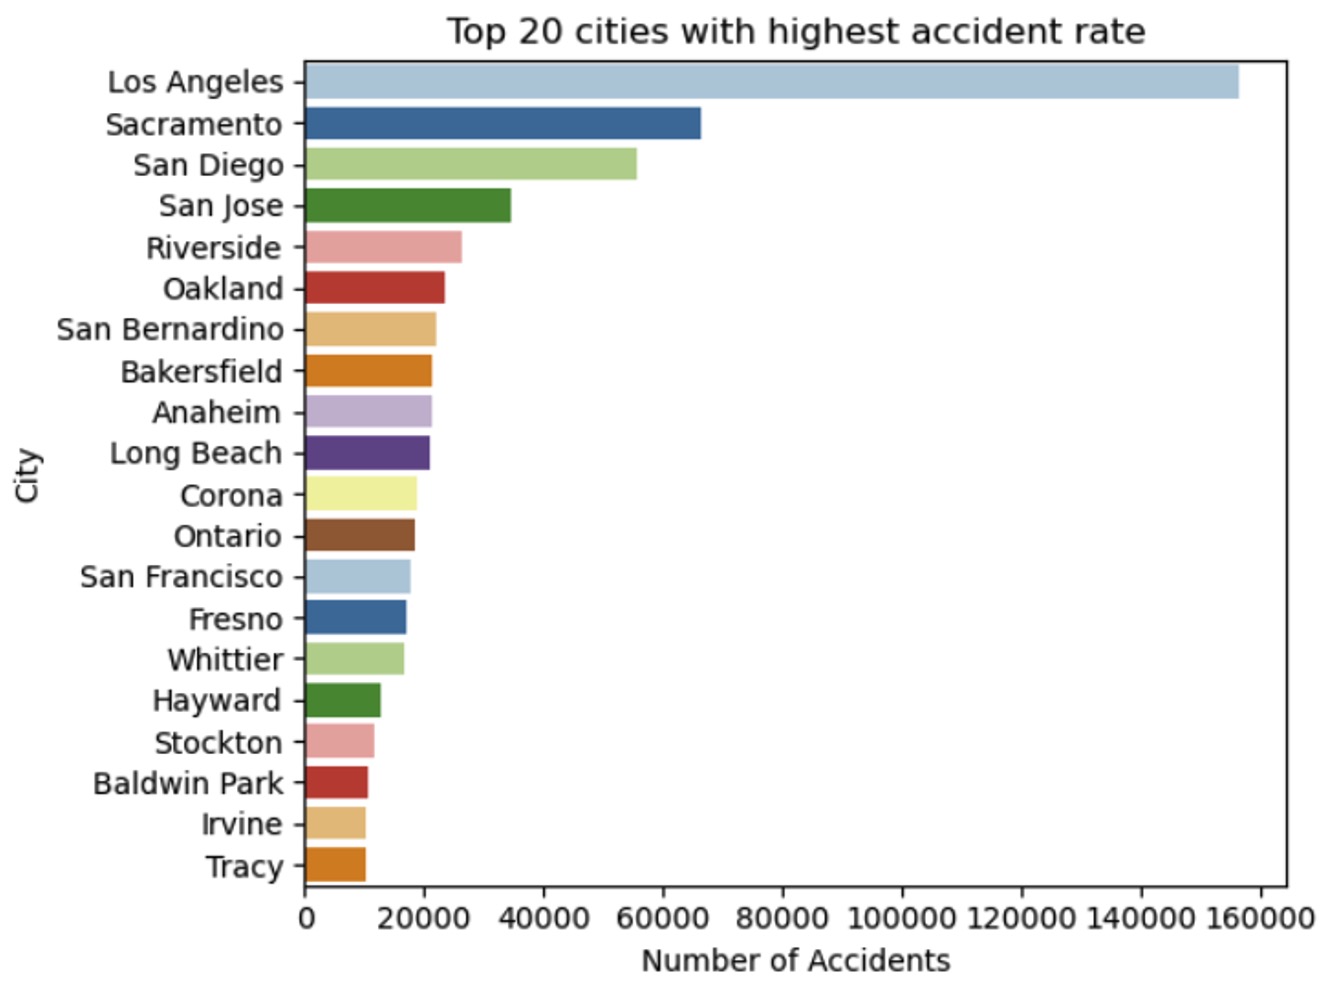 Top 20 cities with highest accident rate
Los Angeles
Sacramento
San Diego
San Jose
Riverside
Oakland
San Bernardino
Bakersfield
Anaheim
Long Beach
Corona
Ontario
San Francisco
Fresno
Whittier
Hayward
Stockton
Baldwin Park
Irvine
Tracy
City
0 20000 40000 60000 80000 100000 120000 140000 160000
Number of Accidents